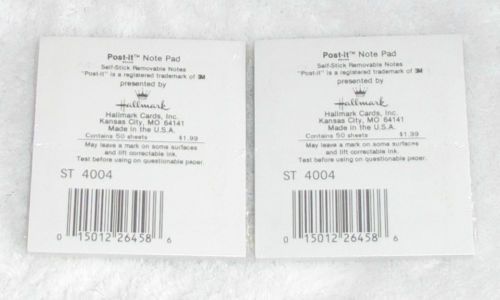 Post-it™ Note Pad
Self-Stick Removable Notes
"Post-it" is a registered trademark of 3M
presented by
Hallmark
Hallmark Cards, Inc.
Kansas City, MO 64141
Made in the U.S.A.
Contains 50 sheets $1.99
May leave a mark on some surfaces
and lift correctable ink.
Test before using on questionable paper.
ST 4004
0 15012 26458 6
Post-it™ Note Pad
Self-Stick Removable Notes
"Post-it" is a registered trademark of 3M
presented by
Hallmark
Hallmark Cards, Inc.
Kansas City, MO 64141
Made in the U.S.A.
Contains 50 sheets $1.99
May leave a mark on some surfaces
and lift correctable ink.
Test before using on questionable paper.
ST 4004
0 15012 26458 6